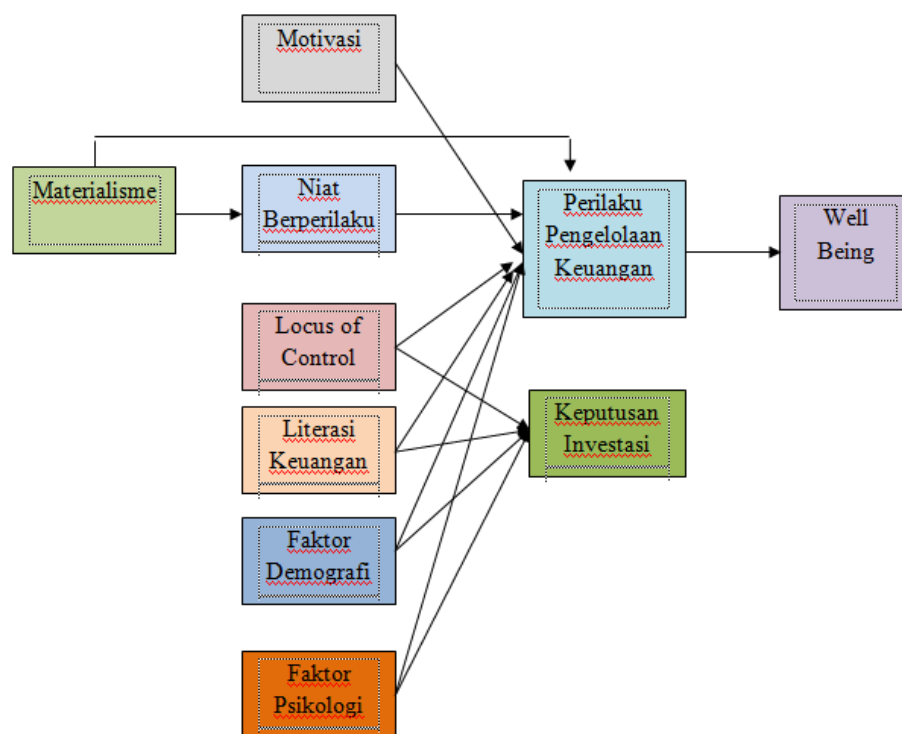 Motivasi
Materialisme
Niat
Berperilaku
Perilaku
Pengelolaan
Keuangan
Well
Being
Locus of
Control
Literasi
Keuangan
Keputusan
Investasi
Faktor
Demografi
Faktor
Psikologi